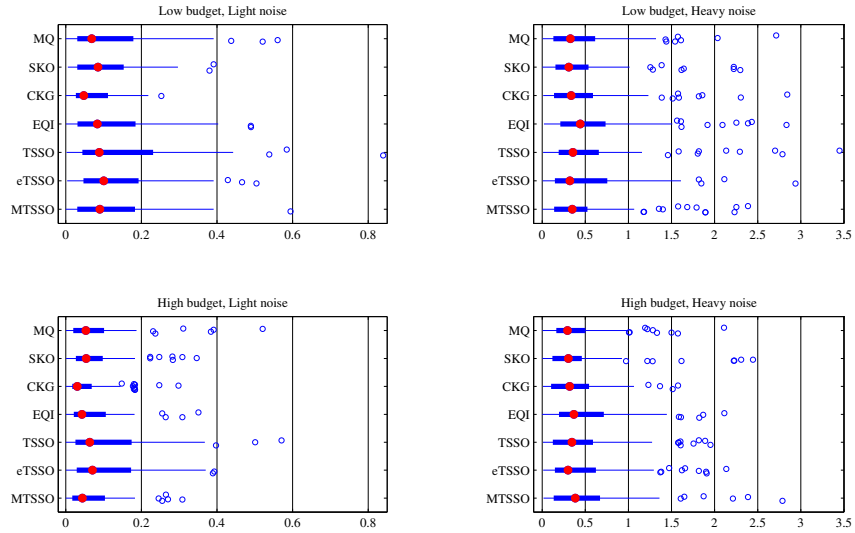 Low budget, Light noise
MQ
SKO
CKG
EQI
TSSO
eTSSO
MTSSO
0 0.2 0.4 0.6 0.8
Low budget, Heavy noise
MQ
SKO
CKG
EQI
TSSO
eTSSO
MTSSO
0 0.5 1 1.5 2 2.5 3 3.5
High budget, Light noise
MQ
SKO
CKG
EQI
TSSO
eTSSO
MTSSO
0 0.2 0.4 0.6 0.8
High budget, Heavy noise
MQ
SKO
CKG
EQI
TSSO
eTSSO
MTSSO
0 0.5 1 1.5 2 2.5 3 3.5